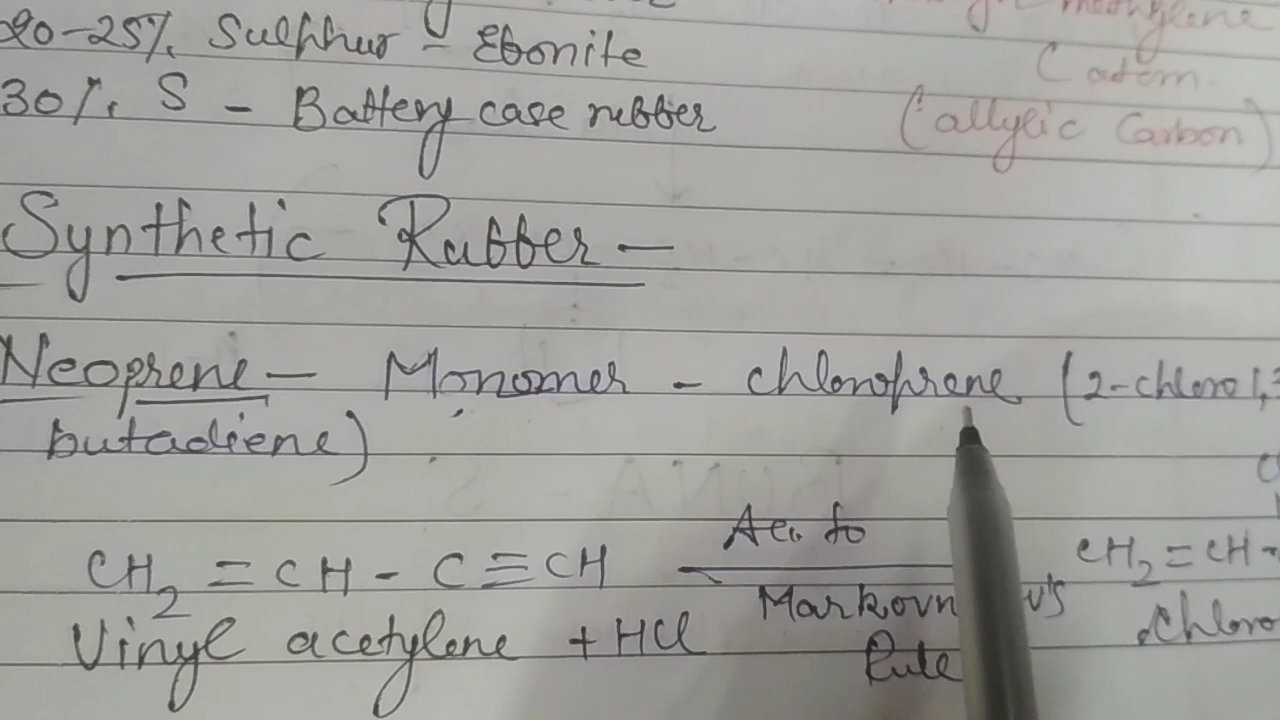 20-25%. Sulphur - Ebonite
C atom.
30%. S - Battery case rubber
(allylic Carbon)
Synthetic Rubber -
Neoprene - Monomer - chloroprene (2-chloro 1,
butadiene)
CH2 = CH - C ≡ CH
Acc. to
Markovn v's
Rule
CH2 = CH -
Vinyl acetylene + HCl
Chloro